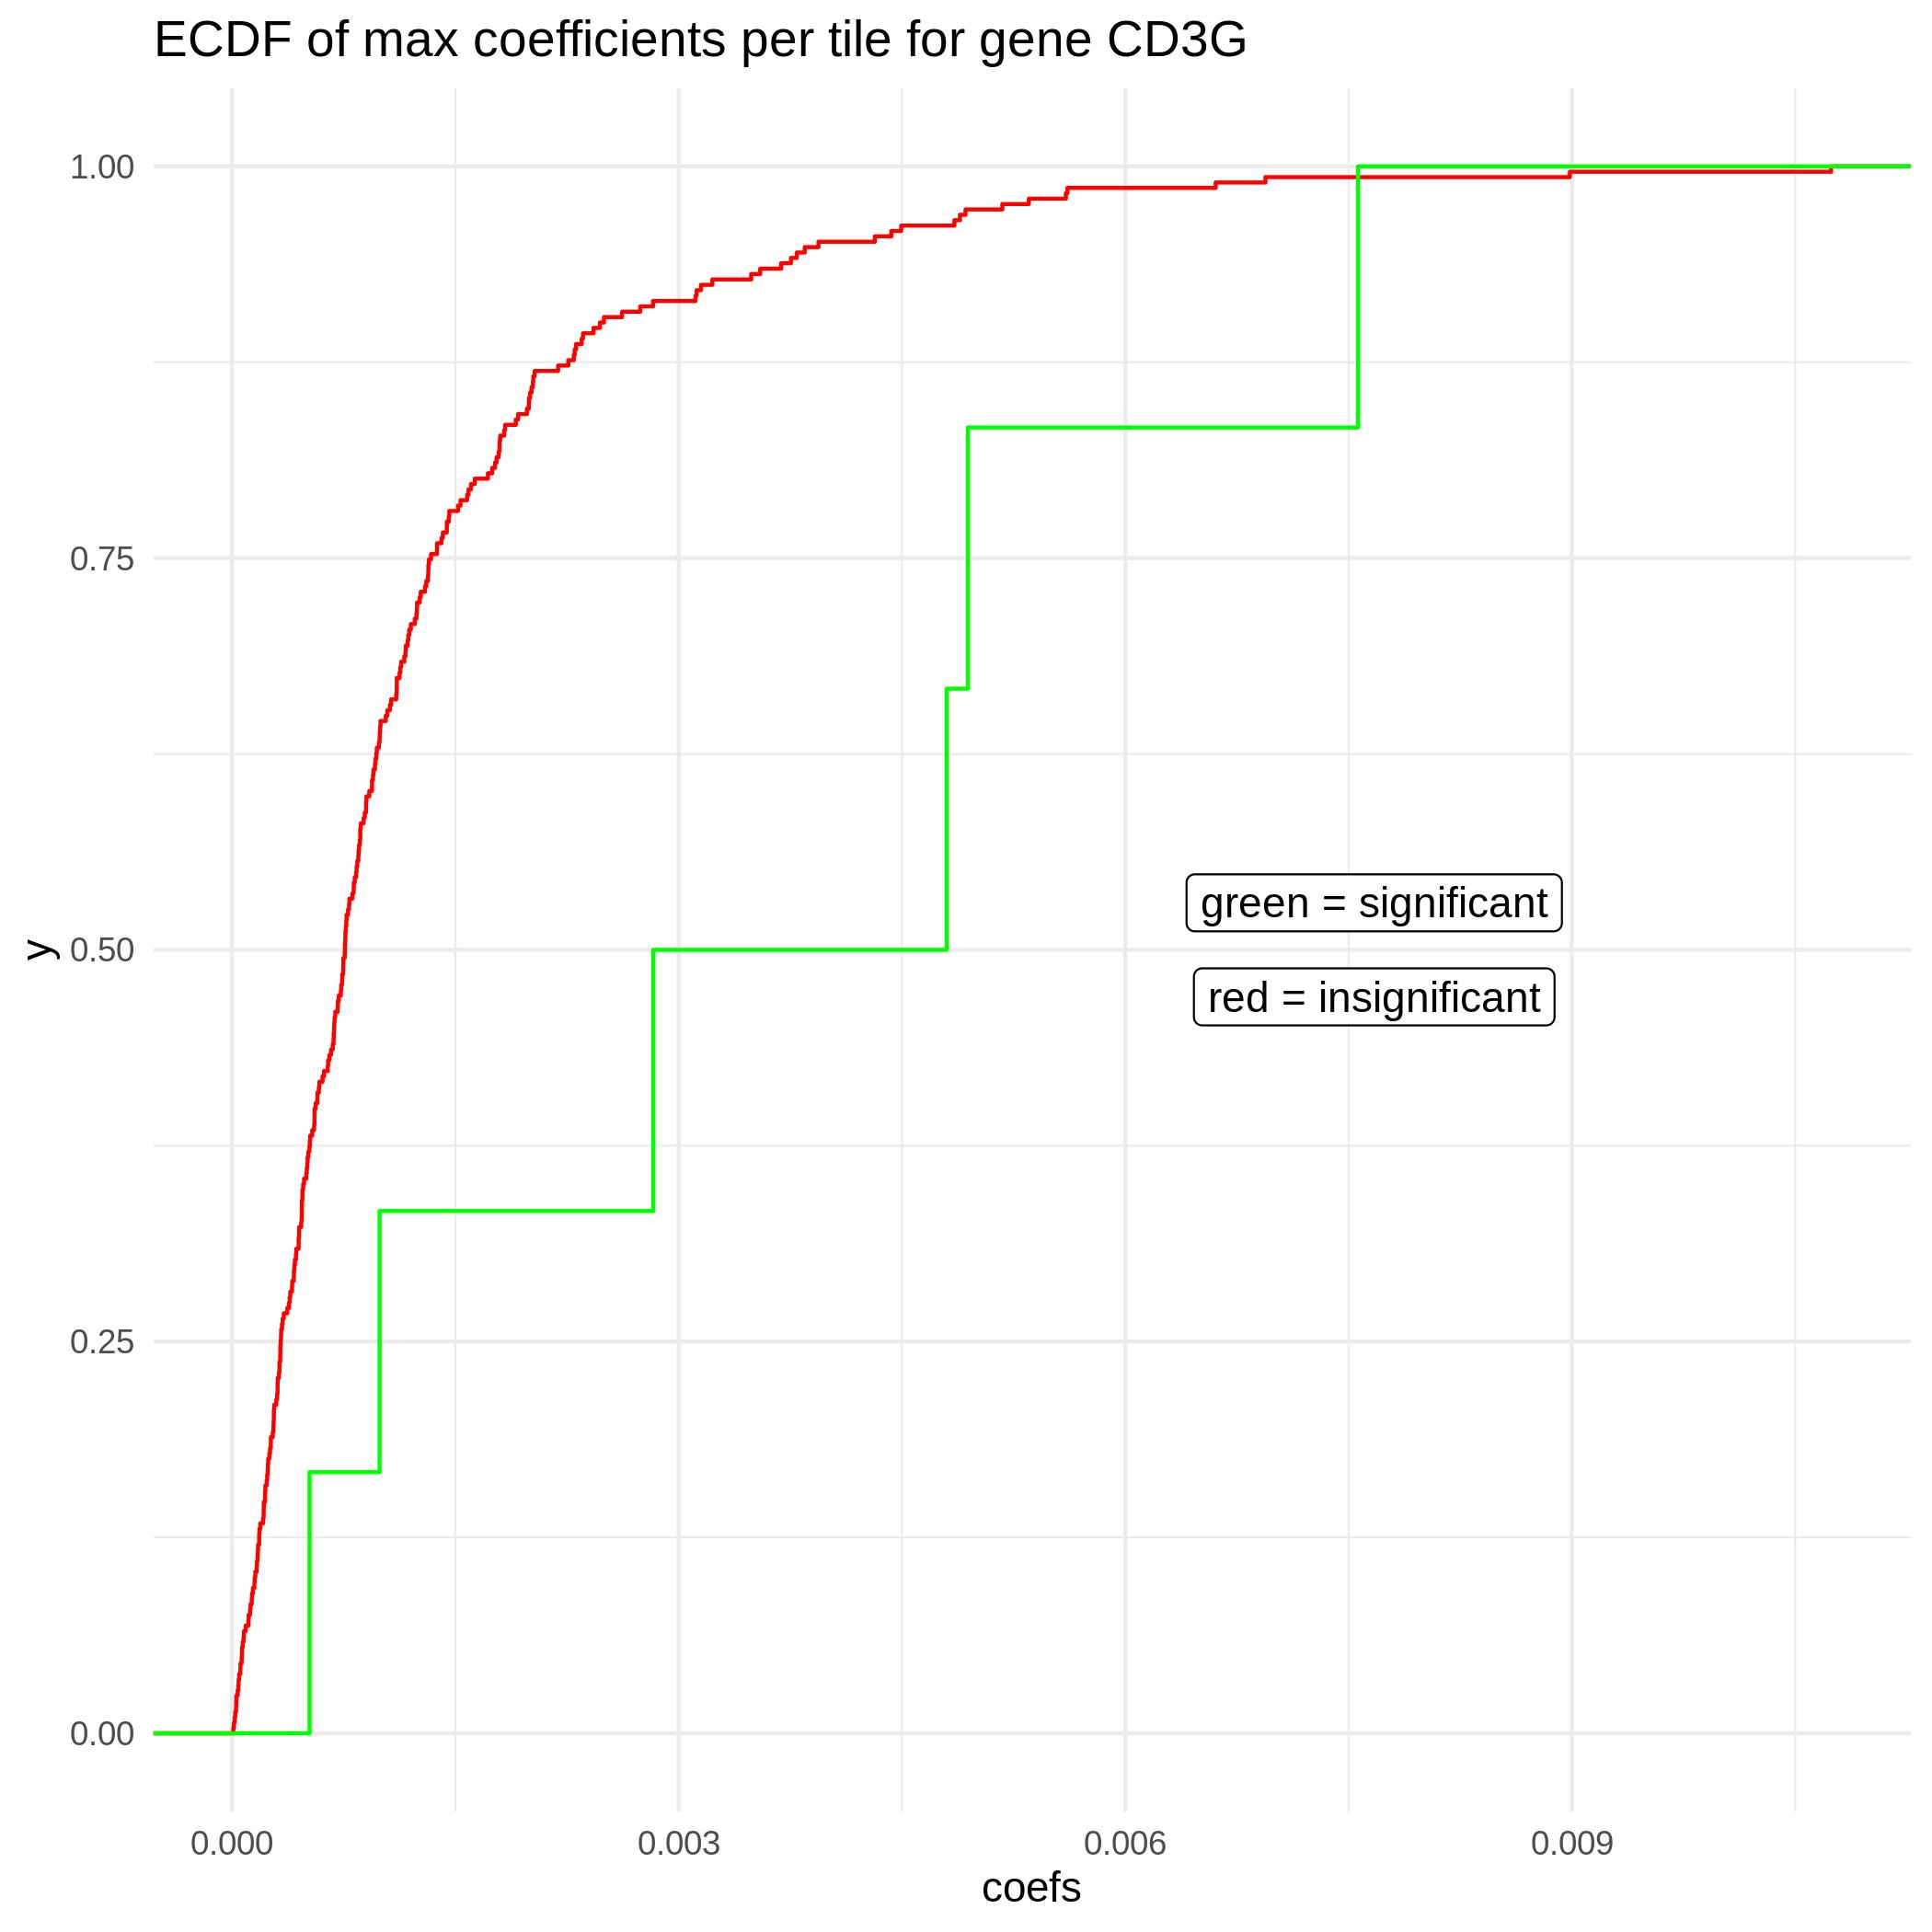 ECDF of max coefficients per tile for gene CD3G
1.00
0.75
0.50
0.25
0.00
y
green = significant
red = insignificant
0.000 0.003 0.006 0.009
coefs